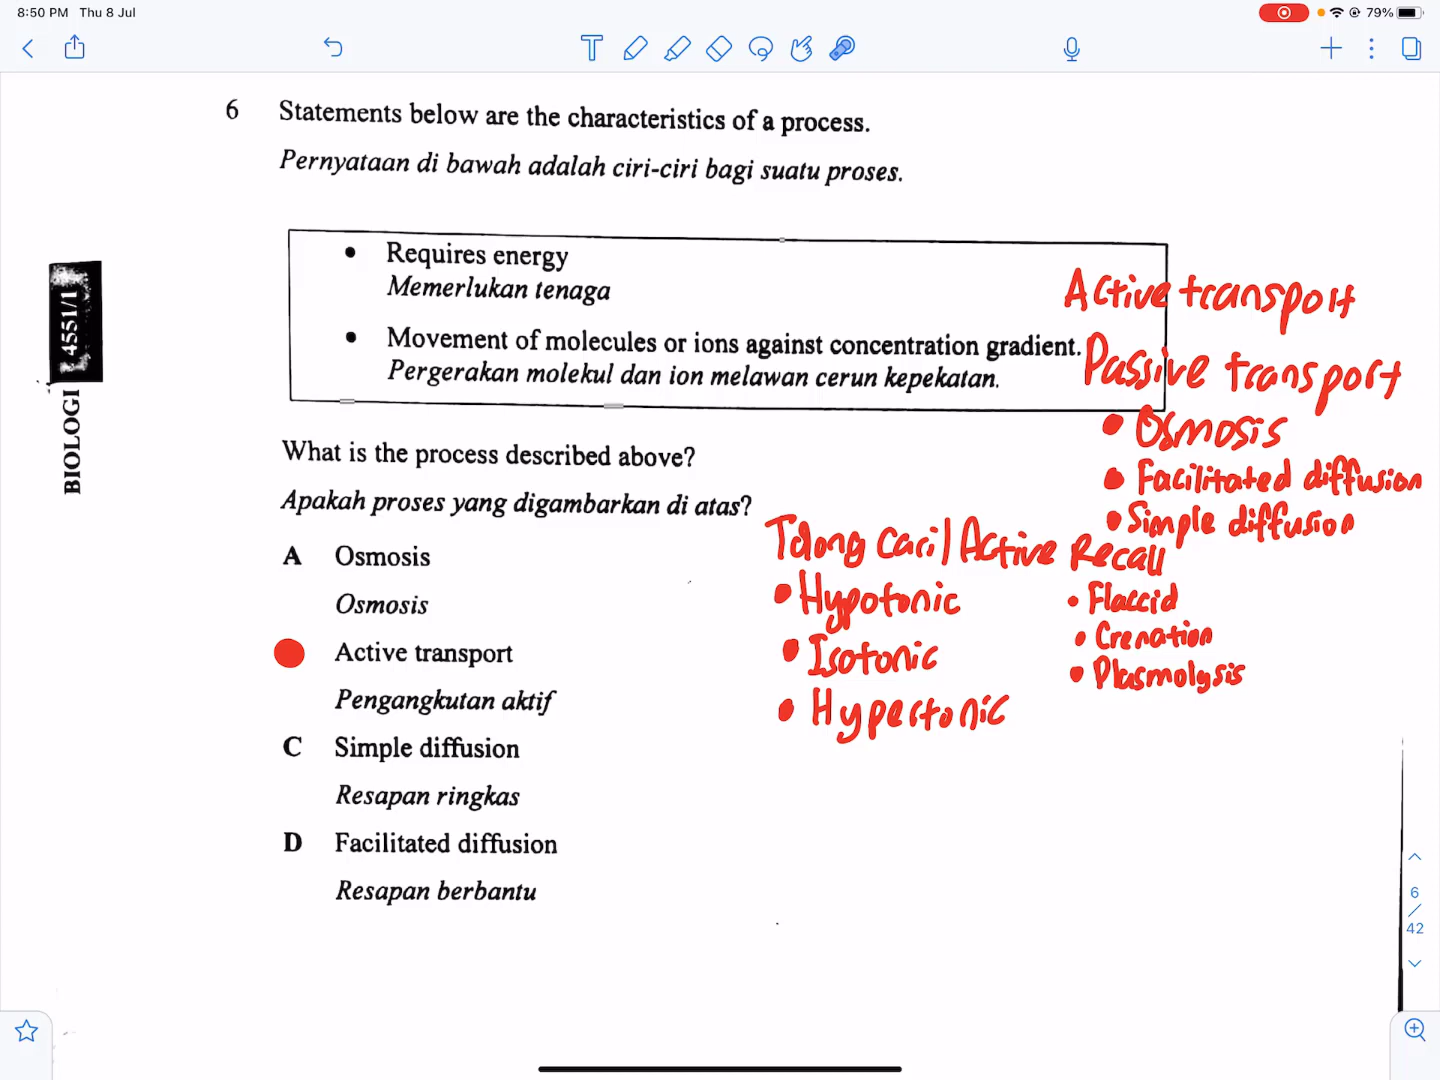 8:50 PM Thu 8 Jul
79%
6 Statements below are the characteristics of a process.
Pernyataan di bawah adalah ciri-ciri bagi suatu proses.
• Requires energy
Memerlukan tenaga
• Movement of molecules or ions against concentration gradient.
Pergerakan molekul dan ion melawan cerun kepekatan.
Active transport
Passive transport
• Osmosis
• Facilitated diffusion
• Simple diffusion
BIOLOGI 4551/1
What is the process described above?
Apakah proses yang digambarkan di atas?
A Osmosis
Osmosis
Active transport
Pengangkutan aktif
C Simple diffusion
Resapan ringkas
D Facilitated diffusion
Resapan berbantu
Tolong cari/Active Recall
• Hypotonic
• Isotonic
• Hypertonic
• Flaccid
• Crenation
• Plasmolysis
6
/
42